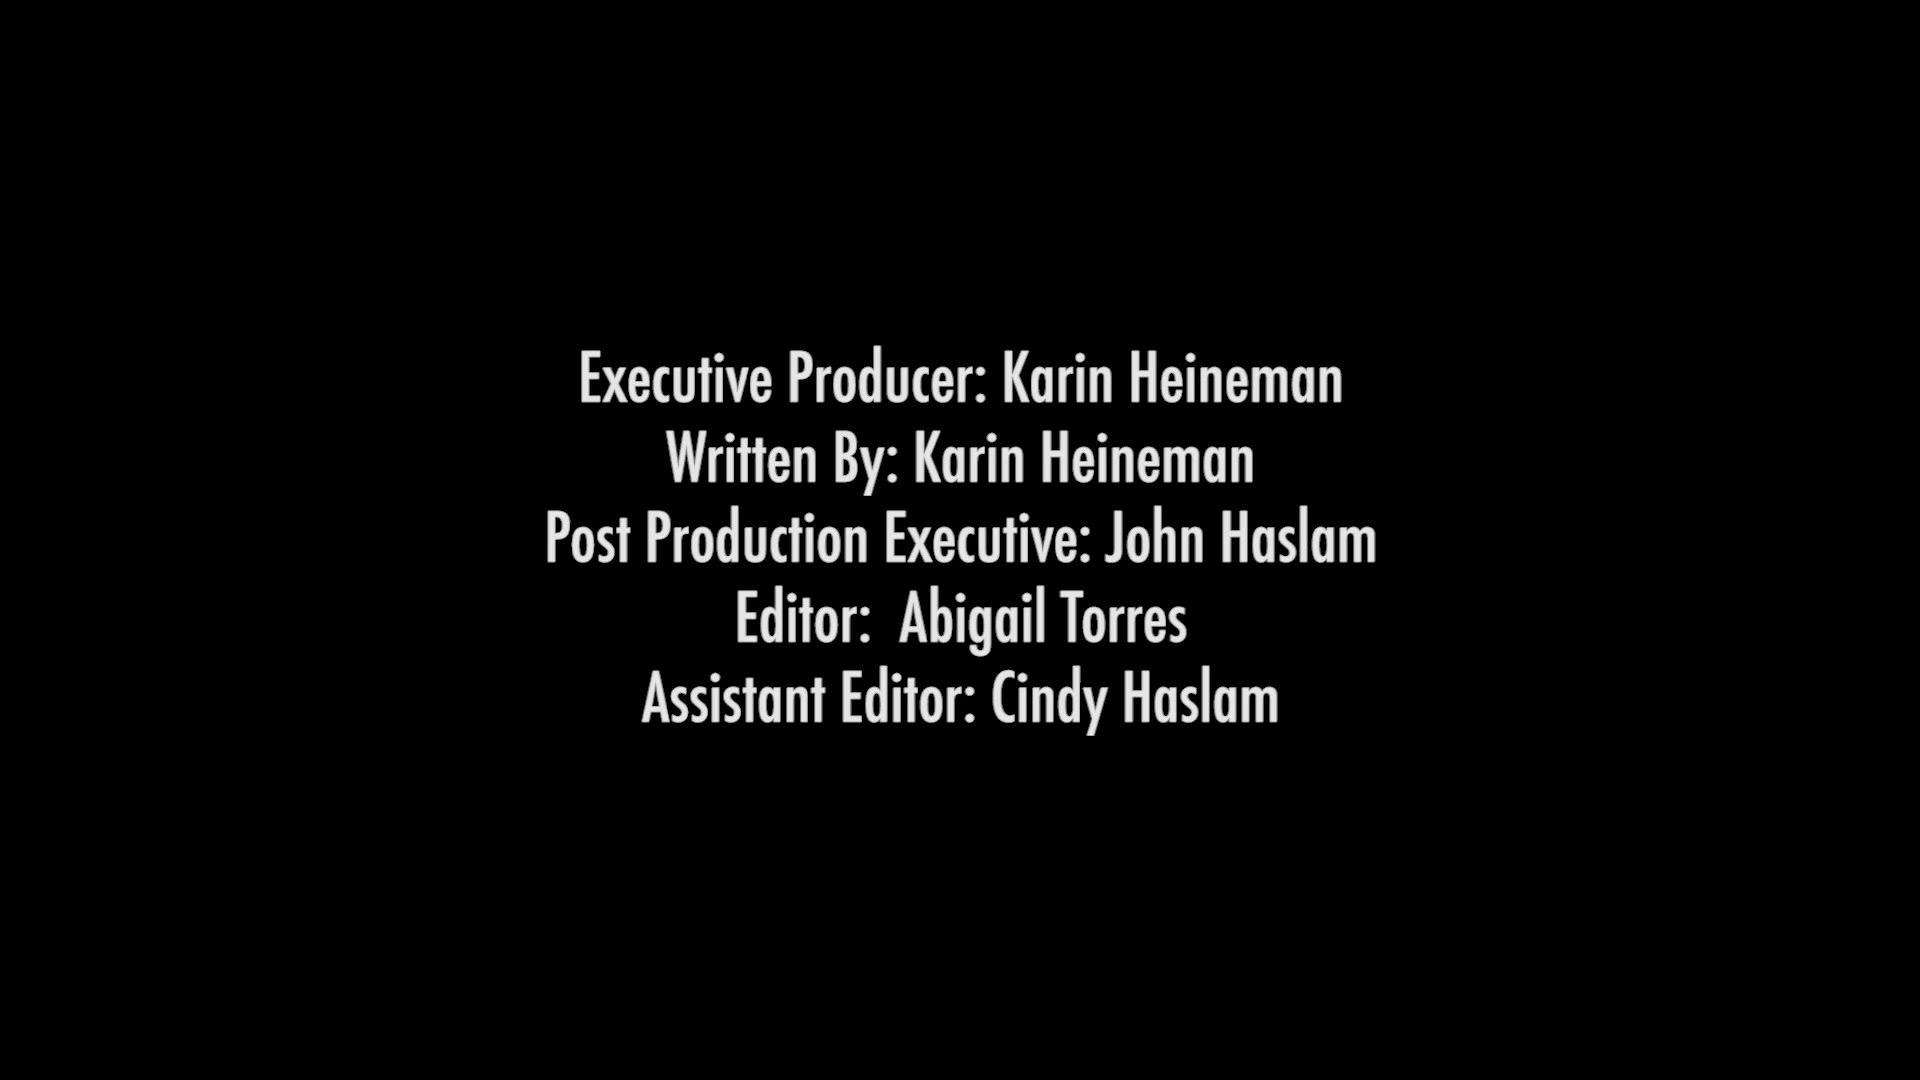 Executive Producer: Karin Heineman
Written By: Karin Heineman
Post Production Executive: John Haslam
Editor:  Abigail Torres
Assistant Editor: Cindy Haslam